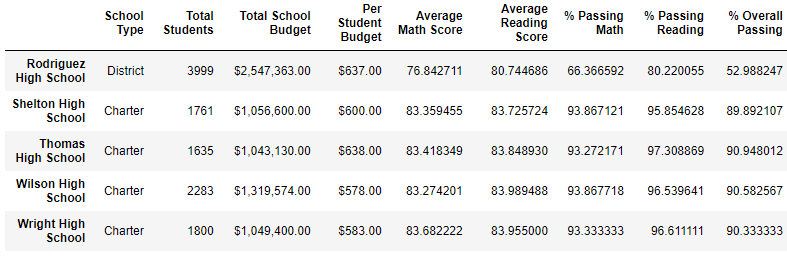 School Type Total Students Total School Budget Per Student Budget Average Math Score Average Reading Score % Passing Math % Passing Reading % Overall Passing
Rodriguez High School District 3999 $2,547,363.00 $637.00 76.842711 80.744686 66.366592 80.220055 52.988247
Shelton High School Charter 1761 $1,056,600.00 $600.00 83.359455 83.725724 93.867121 95.854628 89.892107
Thomas High School Charter 1635 $1,043,130.00 $638.00 83.418349 83.848930 93.272171 97.308869 90.948012
Wilson High School Charter 2283 $1,319,574.00 $578.00 83.274201 83.989488 93.867718 96.539641 90.582567
Wright High School Charter 1800 $1,049,400.00 $583.00 83.682222 83.955000 93.333333 96.611111 90.333333